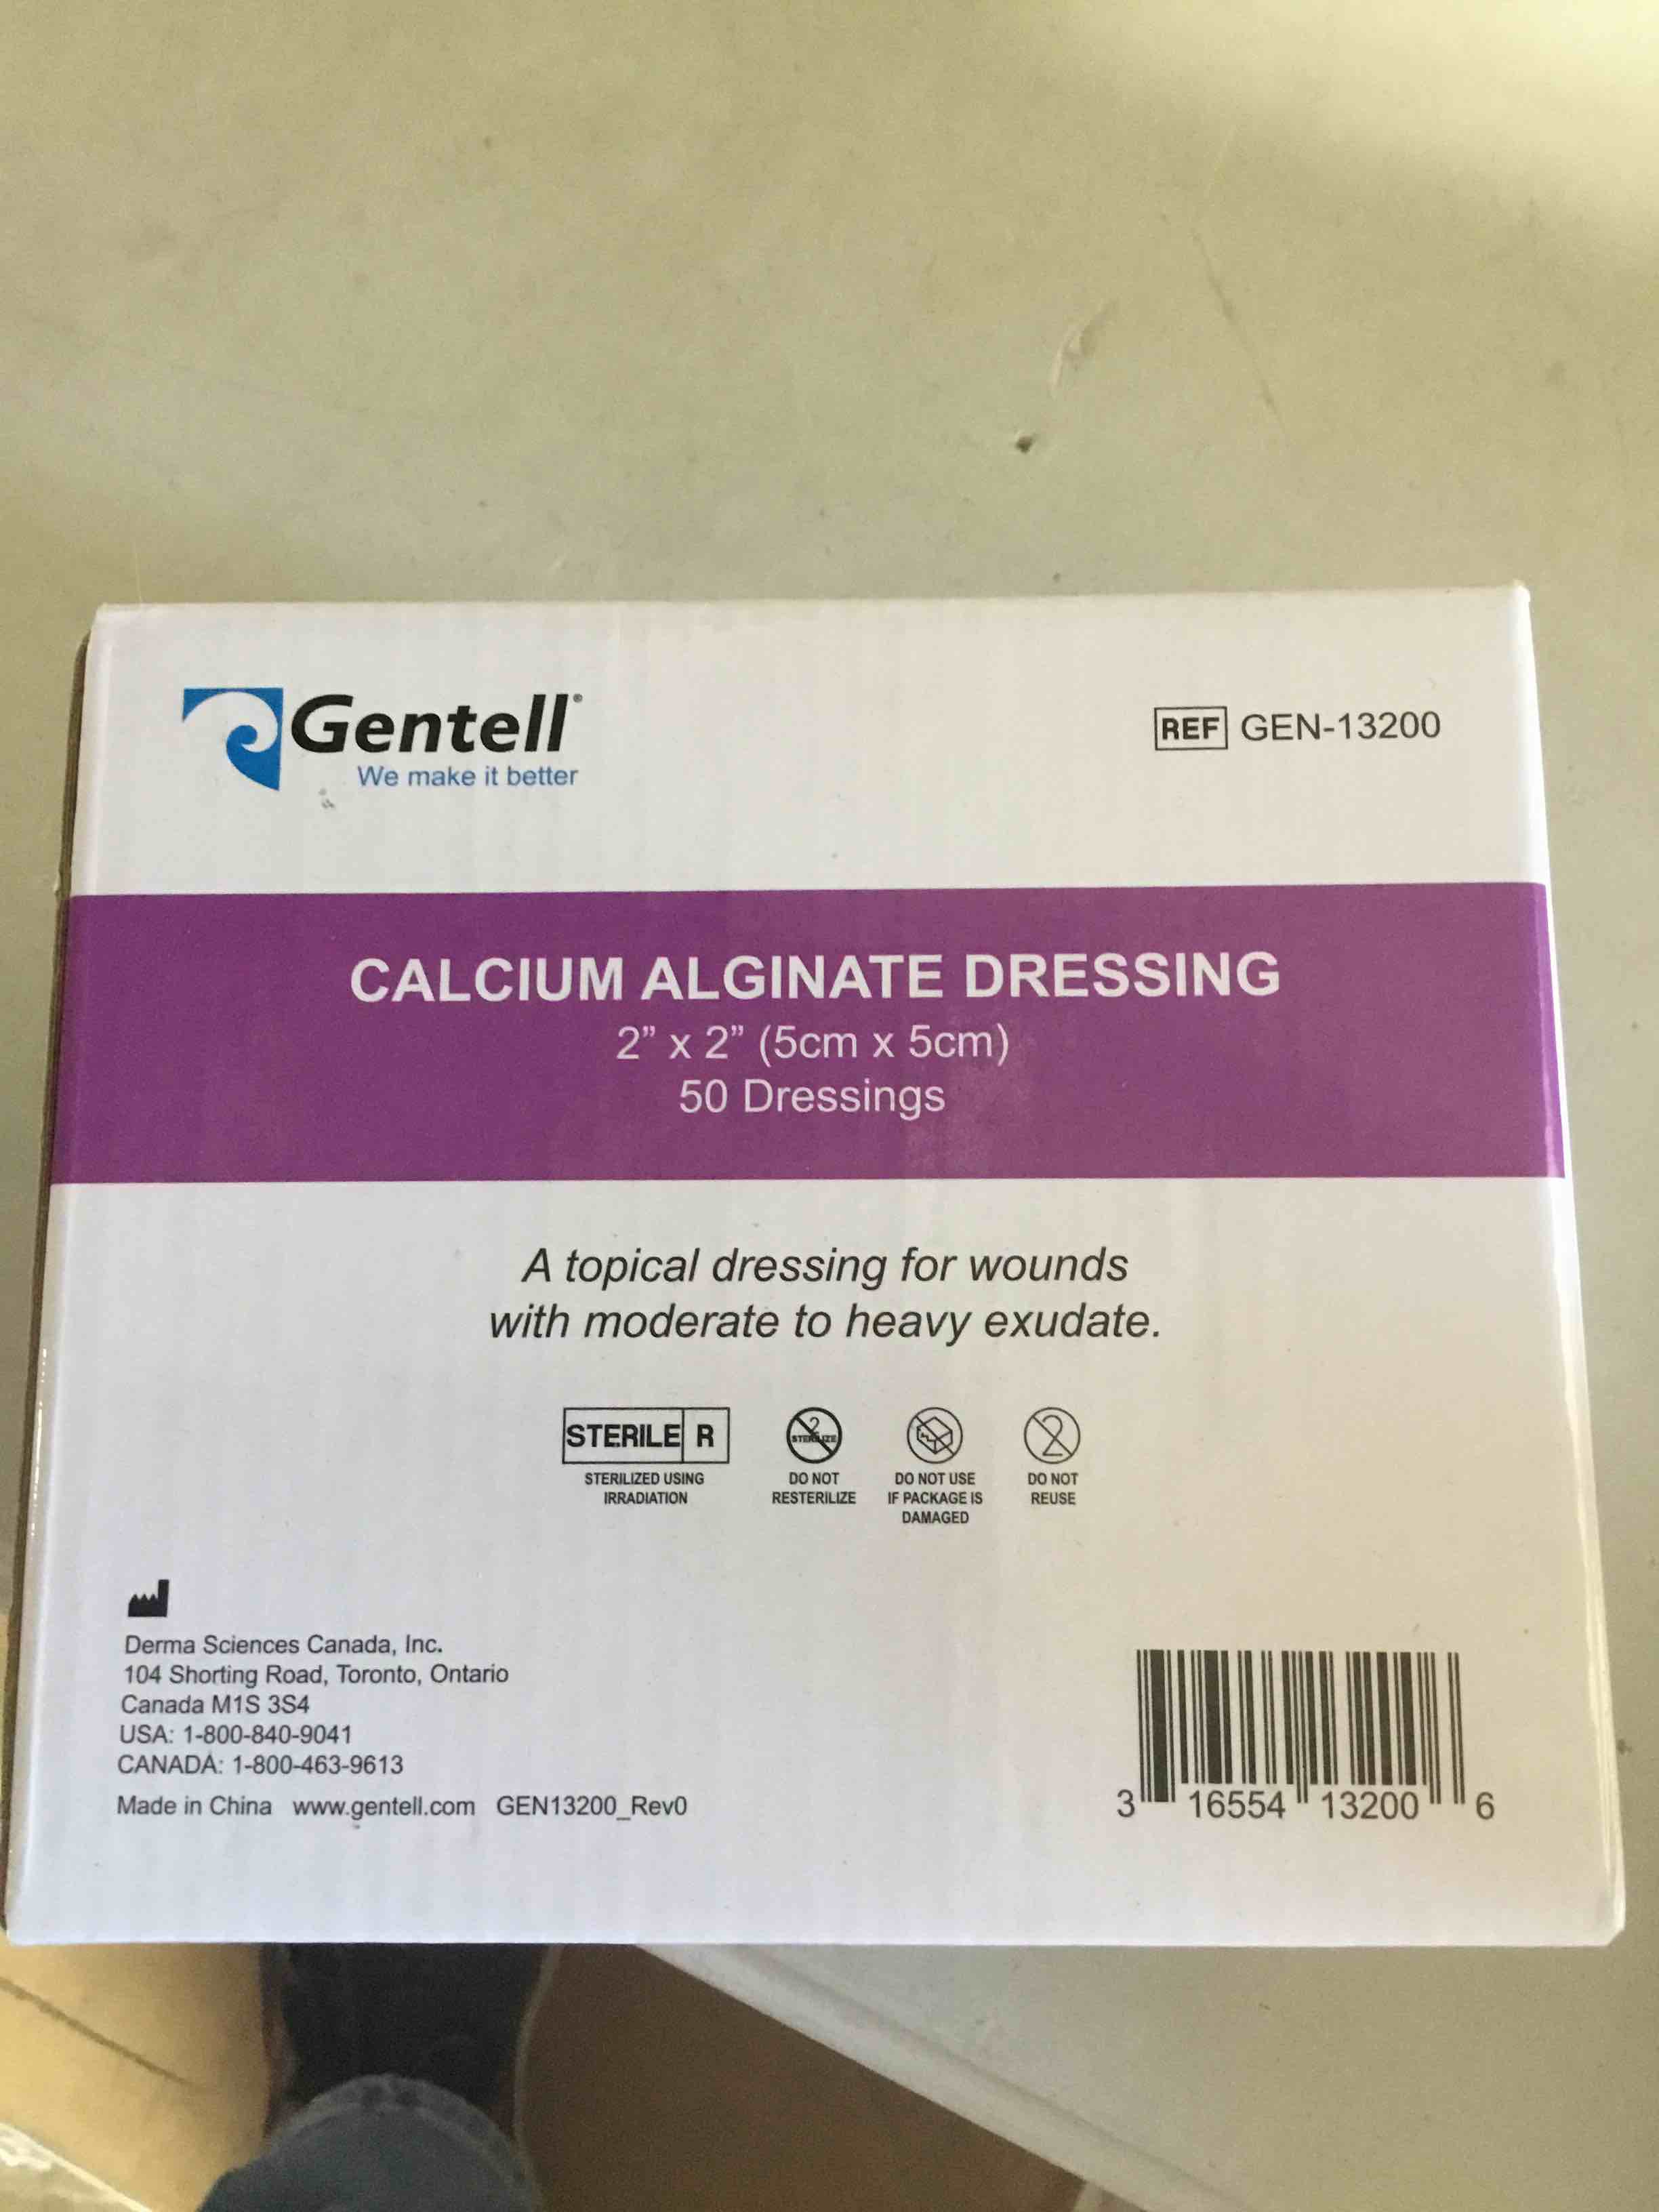 Gentell®
We make it better
REF GEN-13200
CALCIUM ALGINATE DRESSING
2” x 2” (5cm x 5cm)
50 Dressings
A topical dressing for wounds
with moderate to heavy exudate.
STERILE R
STERILIZED USING
IRRADIATION
2
STERILIZE
DO NOT
RESTERILIZE
DO NOT USE
IF PACKAGE IS
DAMAGED
2
DO NOT
REUSE
Derma Sciences Canada, Inc.
104 Shorting Road, Toronto, Ontario
Canada M1S 3S4
USA: 1-800-840-9041
CANADA: 1-800-463-9613
Made in China www.gentell.com GEN13200_Rev0
3 16554 13200 6